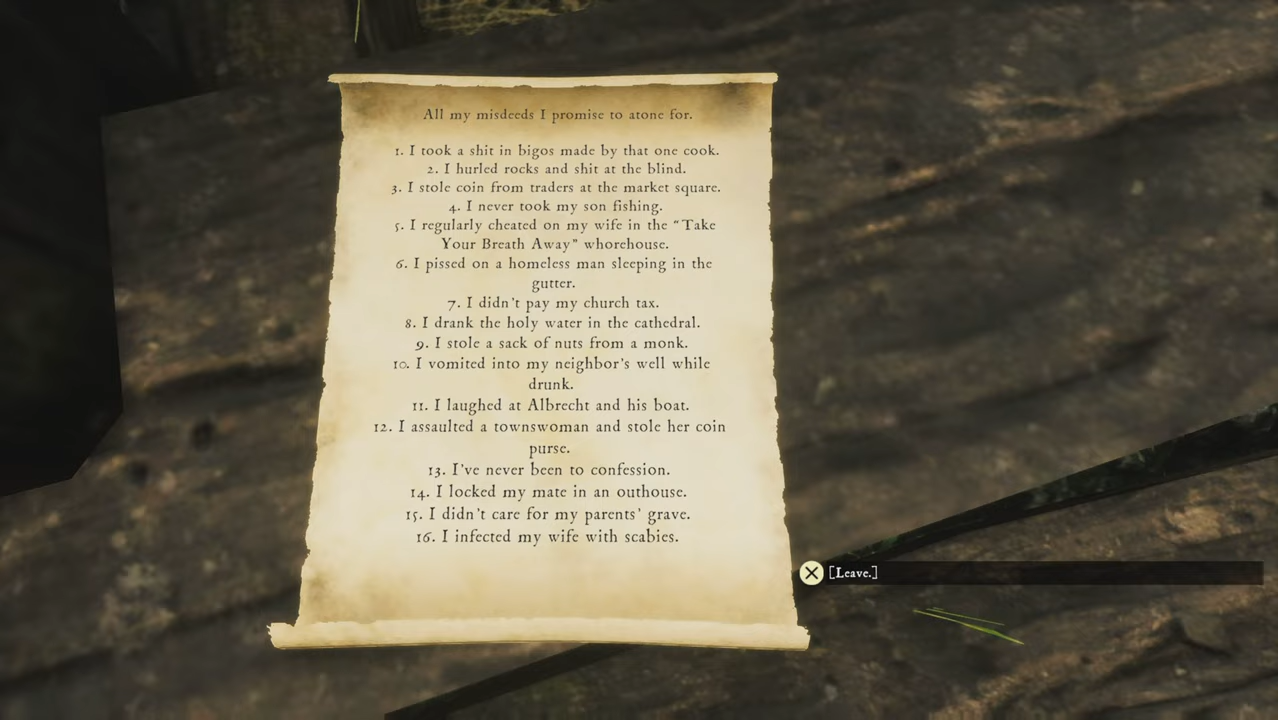 All my misdeeds I promise to atone for.
1. I took a shit in bigos made by that one cook.
2. I hurled rocks and shit at the blind.
3. I stole coin from traders at the market square.
4. I never took my son fishing.
5. I regularly cheated on my wife in the “Take
Your Breath Away” whorehouse.
6. I pissed on a homeless man sleeping in the
gutter.
7. I didn't pay my church tax.
8. I drank the holy water in the cathedral.
9. I stole a sack of nuts from a monk.
10. I vomited into my neighbor's well while
drunk.
11. I laughed at Albrecht and his boat.
12. I assaulted a townswoman and stole her coin
purse.
13. I've never been to confession.
14. I locked my mate in an outhouse.
15. I didn't care for my parents' grave.
16. I infected my wife with scabies.
[Leave.]